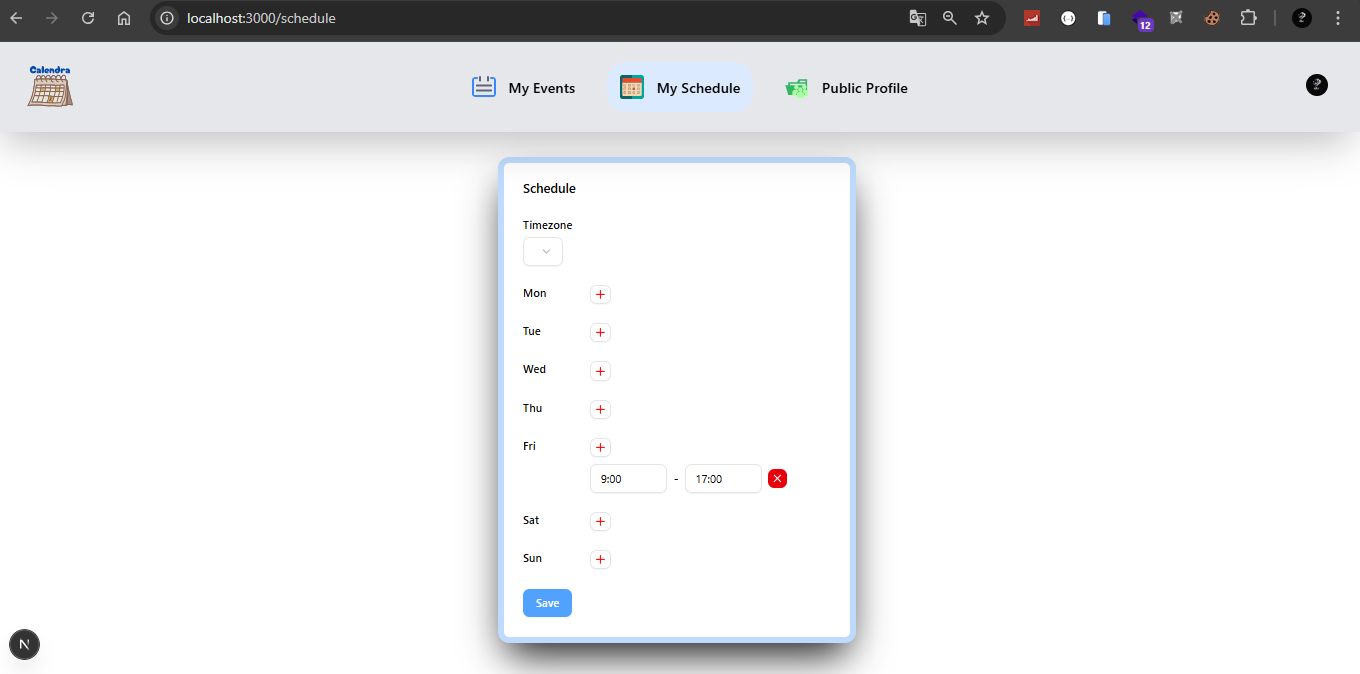 localhost:3000/schedule
12
Calendra
My Events
My Schedule
Public Profile
Schedule
Timezone
Mon
Tue
Wed
Thu
Fri
9:00 - 17:00
Sat
Sun
Save
N